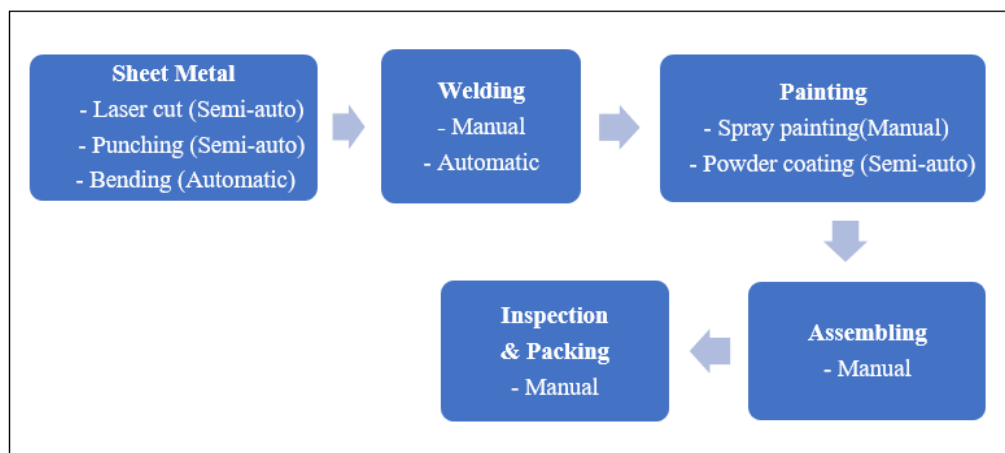 Sheet Metal
- Laser cut (Semi-auto)
- Punching (Semi-auto)
- Bending (Automatic)
Welding
- Manual
- Automatic
Painting
- Spray painting(Manual)
- Powder coating (Semi-auto)
Assembling
- Manual
Inspection
& Packing
- Manual